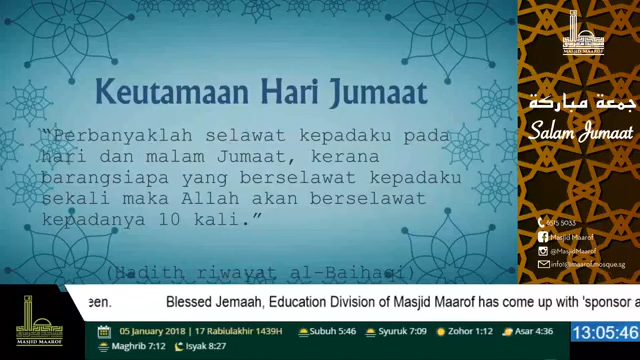 Keutamaan Hari Jumaat
“Perbanyaklah selawat kepadaku pada
hari dan malam Jumaat, kerana
barangsiapa yang berselawat kepadaku
sekali maka Allah akan berselawat
kepadanya 10 kali.”
(Hadith riwayat al-Baihaqi)
MASJID MAAROF
جمعة مباركة
Salam Jumaat
6515 5033
Masjid Maarof
@MasjidMaarof
info@maarof.mosque.sg
een. Blessed Jemaah, Education Division of Masjid Maarof has come up with 'sponsor a
MASJID MAAROF
05 January 2018 | 17 Rabiulakhir 1439H Subuh 5:46 Syuruk 7:09 Zohor 1:12 Asar 4:36
Maghrib 7:12 Isyak 8:27
13:05:46